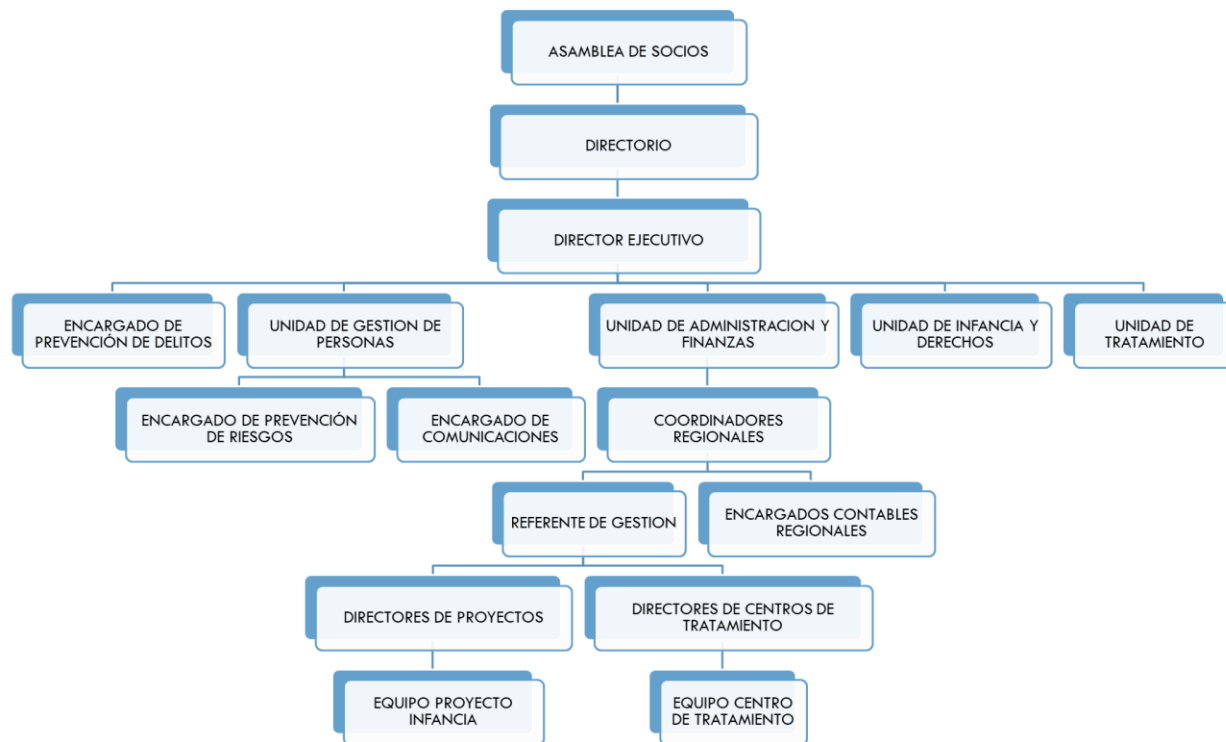 ASAMBLEA DE SOCIOS
DIRECTORIO
DIRECTOR EJECUTIVO
ENCARGADO DE
PREVENCIÓN DE DELITOS
UNIDAD DE GESTION DE
PERSONAS
UNIDAD DE ADMINISTRACION Y
FINANZAS
UNIDAD DE INFANCIA Y
DERECHOS
UNIDAD DE
TRATAMIENTO
ENCARGADO DE PREVENCIÓN
DE RIESGOS
ENCARGADO DE
COMUNICACIONES
COORDINADORES
REGIONALES
REFERENTE DE GESTION
ENCARGADOS CONTABLES
REGIONALES
DIRECTORES DE PROYECTOS
DIRECTORES DE CENTROS DE
TRATAMIENTO
EQUIPO PROYECTO
INFANCIA
EQUIPO CENTRO
DE TRATAMIENTO